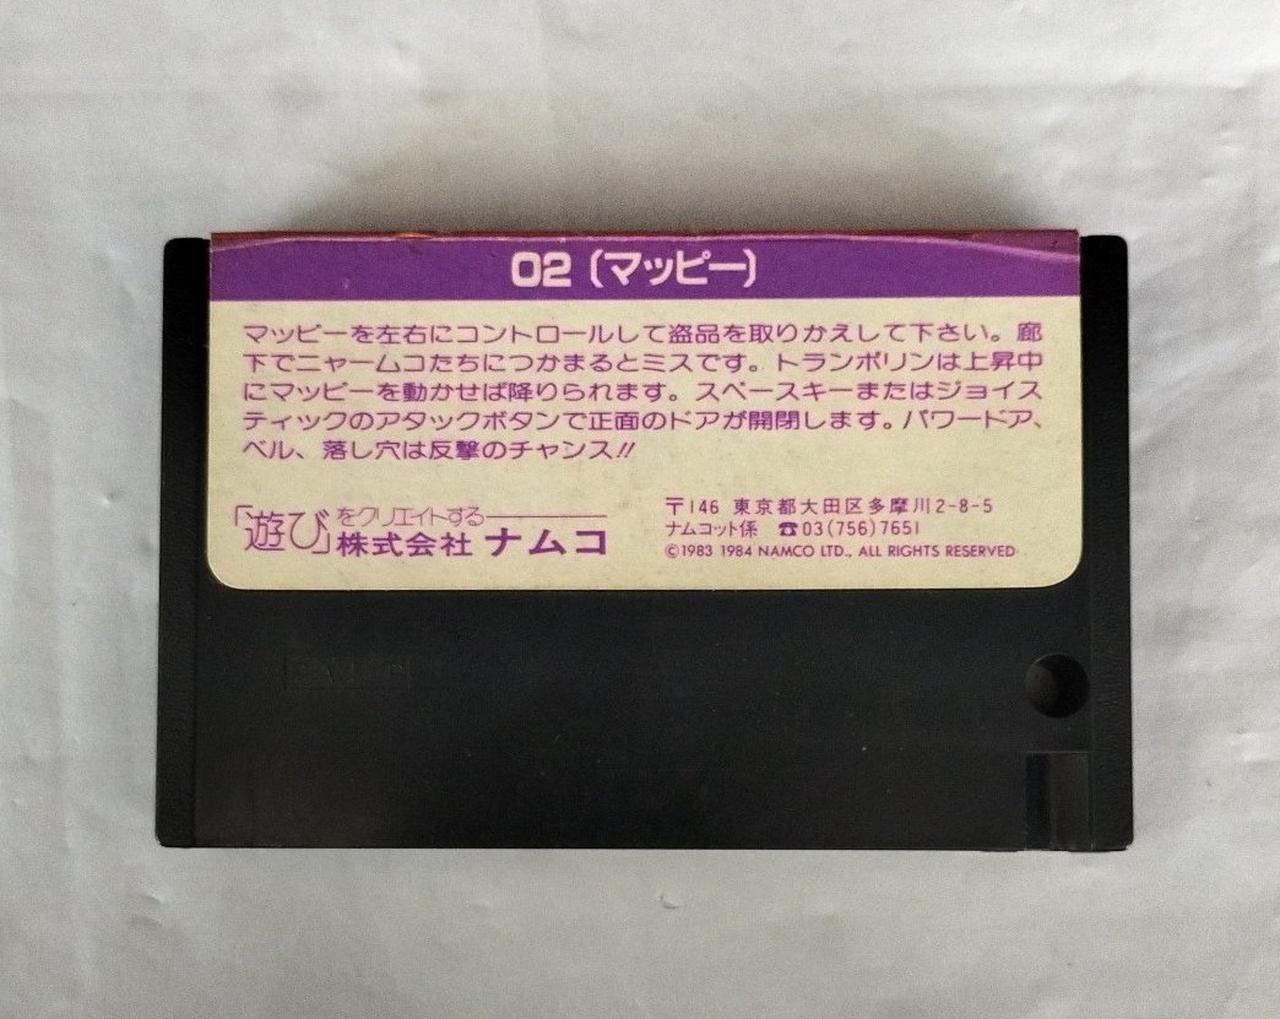 02〔マッピー〕
マッピーを左右にコントロールして盗品を取りかえして下さい。廊
下でニャームコたちにつかまるとミスです。トランポリンは上昇中
にマッピーを動かせば降りられます。スペースキーまたはジョイス
ティックのアタックボタンで正面のドアが開閉します。パワードア、
ベル、落し穴は反撃のチャンス!!
「遊び」をクリエイトする
株式会社 ナムコ
〒146 東京都大田区多摩川2-8-5
ナムコット係 ☎03(756)7651
©1983 1984 NAMCO LTD., ALL RIGHTS RESERVED